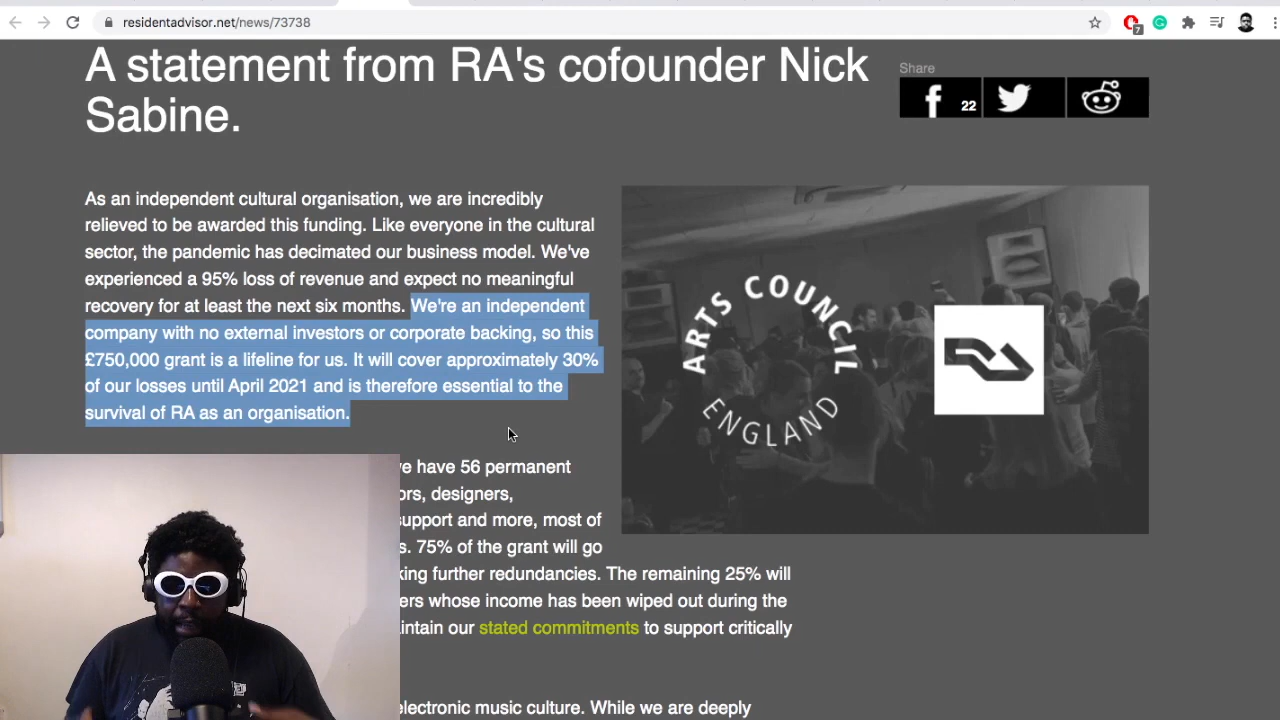 residentadvisor.net/news/73738
7
A statement from RA's cofounder Nick
Sabine.
Share
22
As an independent cultural organisation, we are incredibly
relieved to be awarded this funding. Like everyone in the cultural
sector, the pandemic has decimated our business model. We've
experienced a 95% loss of revenue and expect no meaningful
recovery for at least the next six months. We're an independent
company with no external investors or corporate backing, so this
£750,000 grant is a lifeline for us. It will cover approximately 30%
of our losses until April 2021 and is therefore essential to the
survival of RA as an organisation.
ARTS COUNCIL
ENGLAND
RA
have 56 permanent
designers,
support and more, most of
75% of the grant will go
further redundancies. The remaining 25% will
whose income has been wiped out during the
our stated commitments to support critically
electronic music culture. While we are deeply